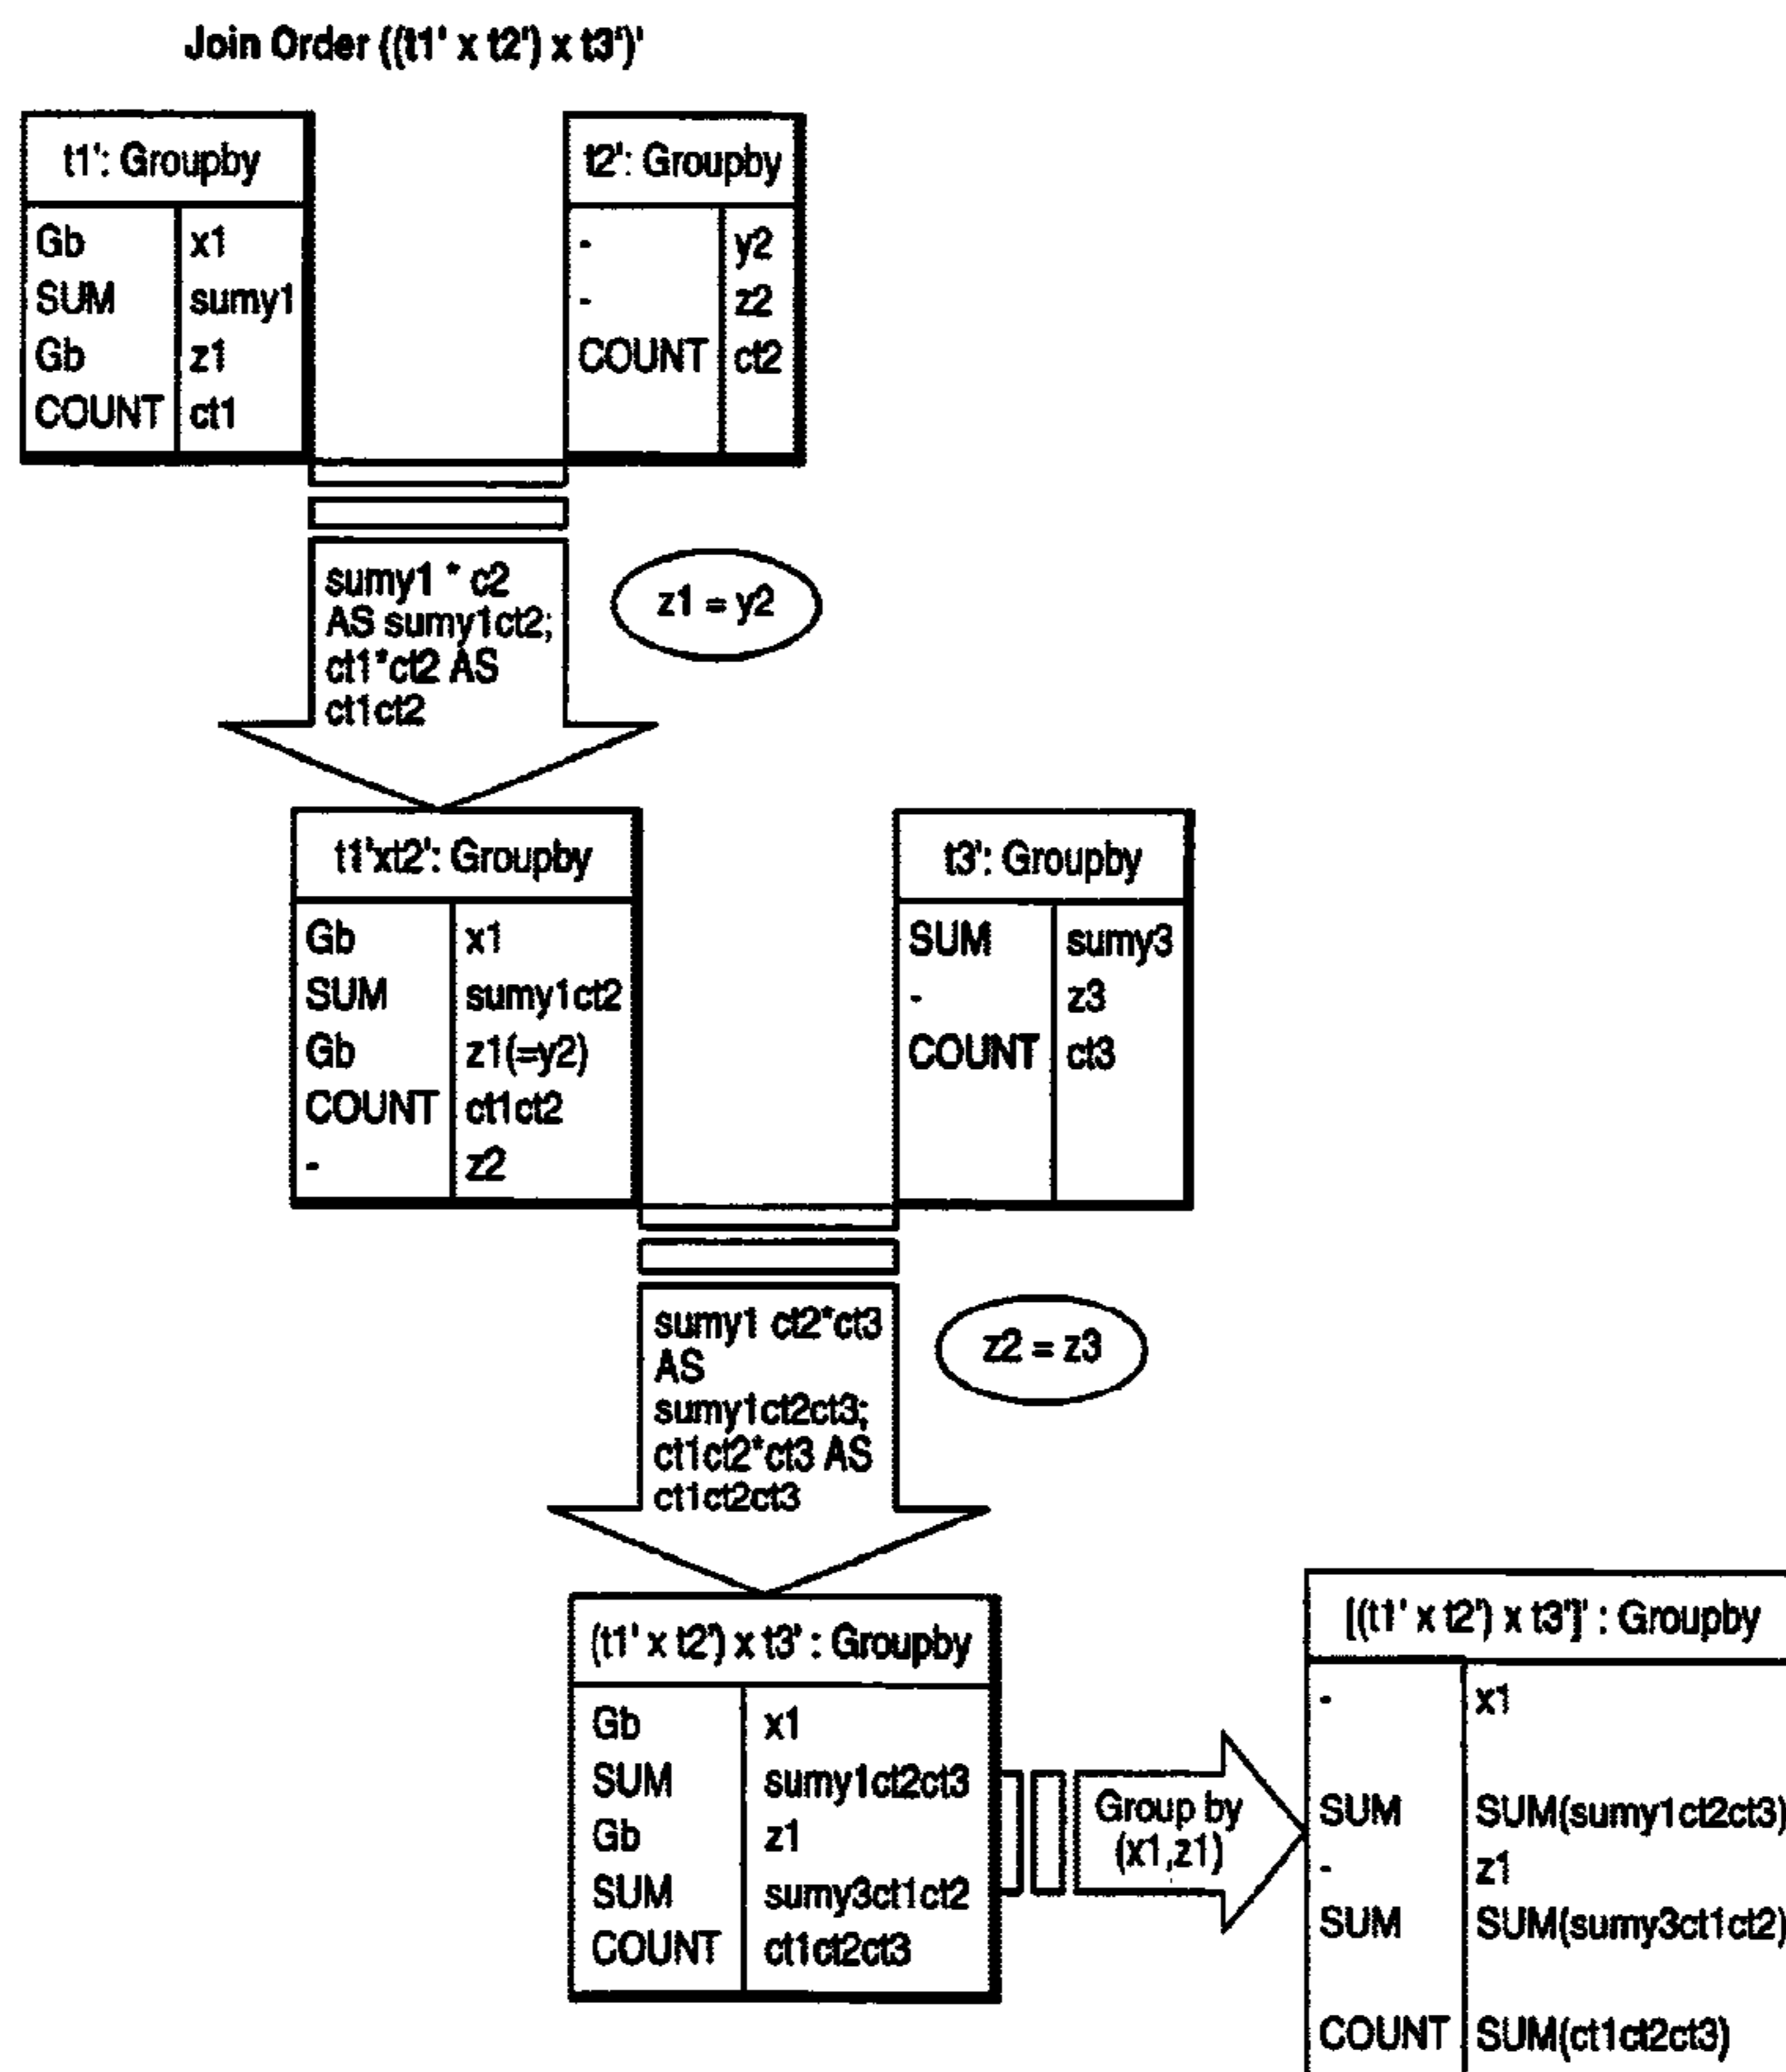 Join Order ((t1' x t2') x t3')'
t1': Groupby
Gb x1
SUM sumy1
Gb z1
COUNT ct1
t2': Groupby
- y2
- z2
COUNT ct2
sumy1 * c2
AS sumy1ct2;
ct1*ct2 AS
ct1ct2
z1 = y2
t1'xt2': Groupby
Gb x1
SUM sumy1ct2
Gb z1(=y2)
COUNT ct1ct2
- z2
t3': Groupby
SUM sumy3
- z3
COUNT ct3
sumy1 ct2*ct3
AS
sumy1ct2ct3;
ct1ct2*ct3 AS
ct1ct2ct3
z2 = z3
(t1' x t2') x t3' : Groupby
Gb x1
SUM sumy1ct2ct3
Gb z1
SUM sumy3ct1ct2
COUNT ct1ct2ct3
Group by
(x1,z1)
[(t1' x t2') x t3']' : Groupby
- x1
SUM SUM(sumy1ct2ct3)
- z1
SUM SUM(sumy3ct1ct2)
COUNT SUM(ct1ct2ct3)